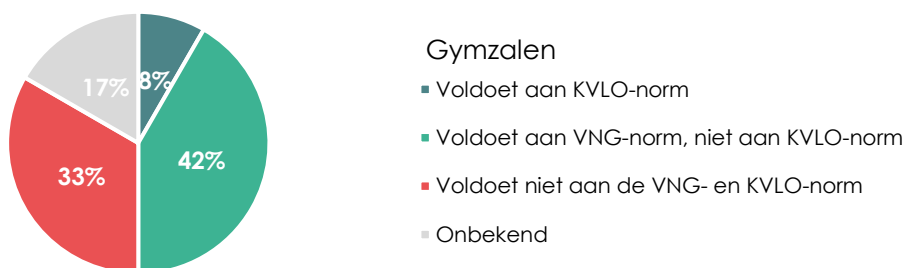 Gymzalen
17% 8%
Voldoet aan KVLO-norm
Voldoet aan VNG-norm, niet aan KVLO-norm
42%
33%
Voldoet niet aan de VNG- en KVLO-norm
Onbekend